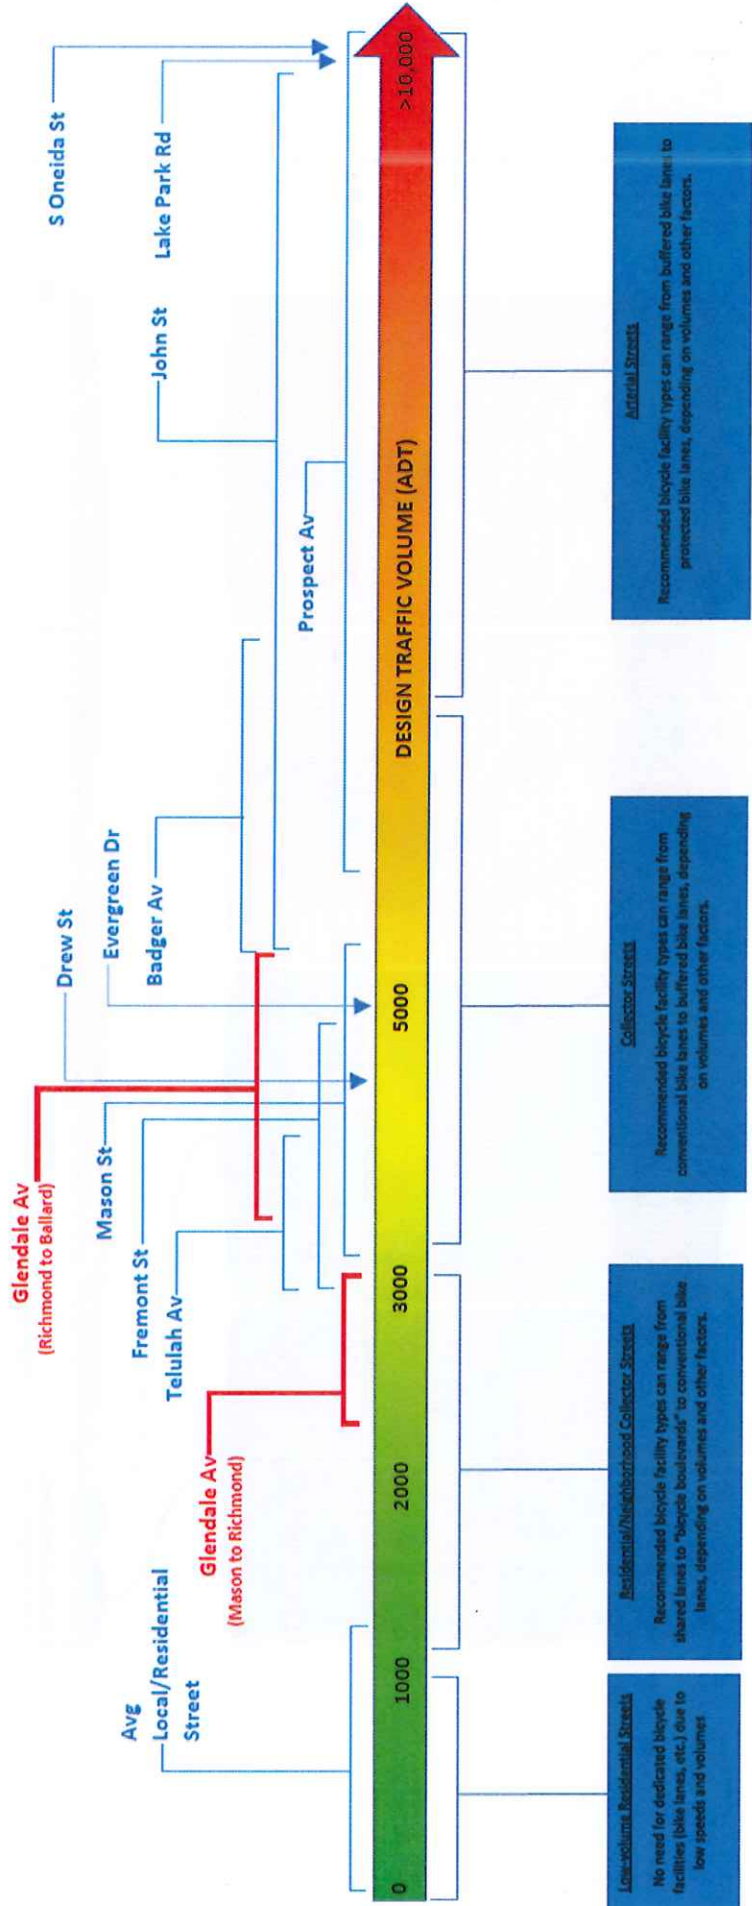 S Oneida St
Lake Park Rd
John St
Prospect Av
Drew St
Evergreen Dr
Badger Av
Glendale Av
(Richmond to Ballard)
Mason St
Fremont St
Telulah Av
Glendale Av
(Mason to Richmond)
Avg
Local/Residential
Street
0
1000
2000
3000
5000
DESIGN TRAFFIC VOLUME (ADT)
>10,000
Low-volume Residential Streets
No need for dedicated bicycle
facilities (bike lanes, etc.) due to
low speeds and volumes
Residential/Neighborhood Collector Streets
Recommended bicycle facility types can range from
shared lanes to "bicycle boulevards" to conventional bike
lanes, depending on volumes and other factors.
Collector Streets
Recommended bicycle facility types can range from
conventional bike lanes to buffered bike lanes, depending
on volumes and other factors.
Arterial Streets
Recommended bicycle facility types can range from buffered bike lanes to
protected bike lanes, depending on volumes and other factors.